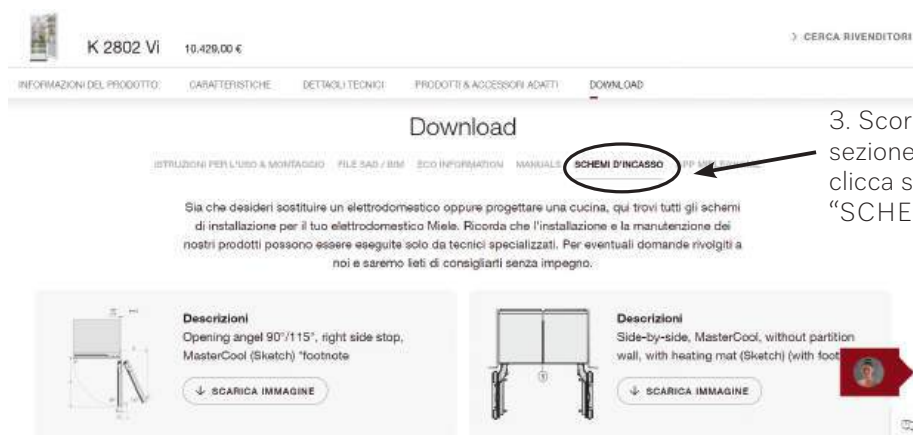 K 2802 Vi 10.429,00 €
> CERCA RIVENDITORI
INFORMAZIONI DEL PRODOTTO CARATTERISTICHE DETTAGLI TECNICI PRODOTTI & ACCESSORI ADATTI DOWNLOAD
Download
ISTRUZIONI PER L'USO & MONTAGGIO FILE SAD / BIM ECO INFORMATION MANUALS SCHEMI D'INCASSO
3. Scor
sezione
clicca s
"SCHE
Sia che desideri sostituire un elettrodomestico oppure progettare una cucina, qui trovi tutti gli schemi
di installazione per il tuo elettrodomestico Miele. Ricorda che l'installazione e la manutenzione dei
nostri prodotti possono essere eseguite solo da tecnici specializzati. Per eventuali domande rivolgiti a
noi e saremo lieti di consigliarti senza impegno.
Descrizioni
Opening angel 90°/115°, right side stop,
MasterCool (Sketch) *footnote
SCARICA IMMAGINE
Descrizioni
Side-by-side, MasterCool, without partition
wall, with heating mat (Sketch) (with foot
SCARICA IMMAGINE